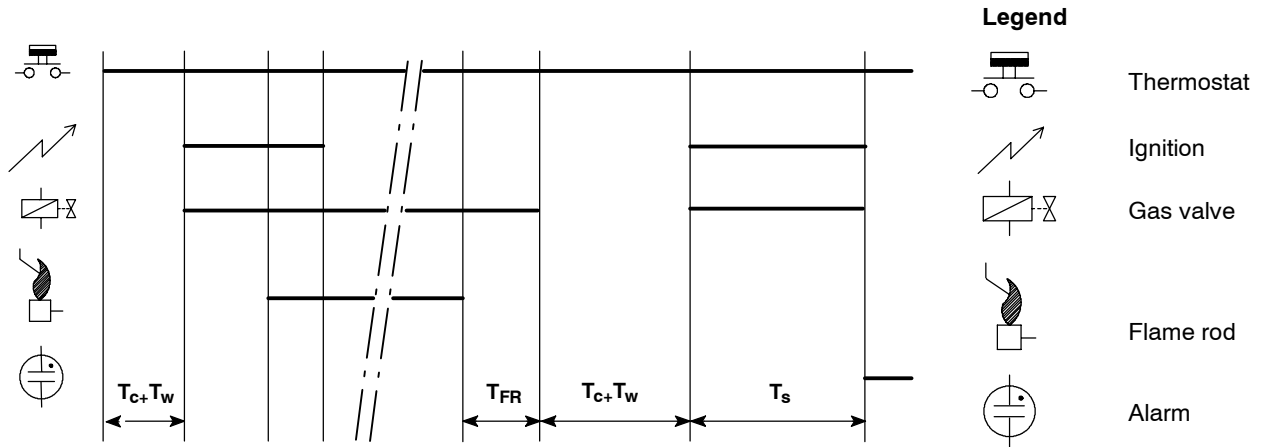 Legend
Thermostat
Ignition
Gas valve
Flame rod
Alarm
Tc+Tw
TFR
Tc+Tw
Ts